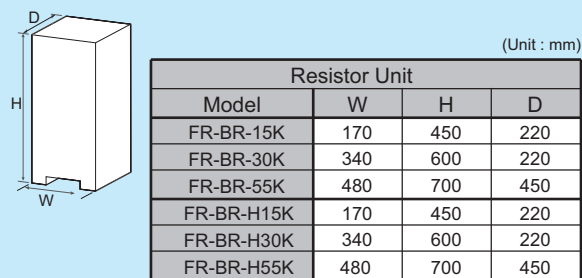 D
H
W
(Unit : mm)
Resistor Unit
Model W H D
FR-BR-15K 170 450 220
FR-BR-30K 340 600 220
FR-BR-55K 480 700 450
FR-BR-H15K 170 450 220
FR-BR-H30K 340 600 220
FR-BR-H55K 480 700 450